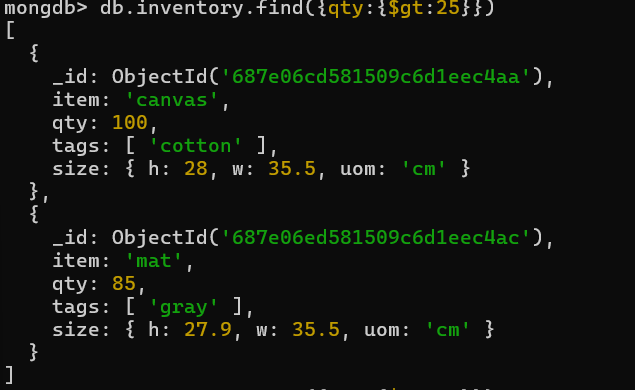 mongdb> db.inventory.find({qty:{$gt:25}})
[
  {
    _id: ObjectId('687e06cd581509c6d1eec4aa'),
    item: 'canvas',
    qty: 100,
    tags: [ 'cotton' ],
    size: { h: 28, w: 35.5, uom: 'cm' }
  },
  {
    _id: ObjectId('687e06ed581509c6d1eec4ac'),
    item: 'mat',
    qty: 85,
    tags: [ 'gray' ],
    size: { h: 27.9, w: 35.5, uom: 'cm' }
  }
]